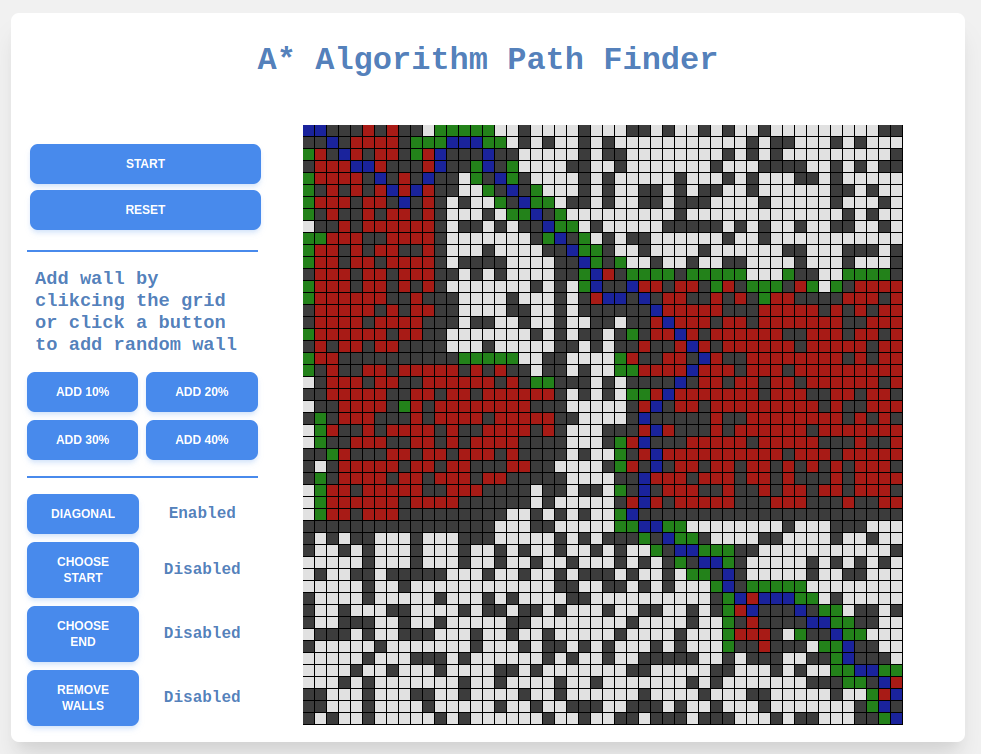 A* Algorithm Path Finder
START
RESET
Add wall by
clikcing the grid
or click a button
to add random wall
ADD 10%
ADD 20%
ADD 30%
ADD 40%
DIAGONAL
Enabled
CHOOSE
START
Disabled
CHOOSE
END
Disabled
REMOVE
WALLS
Disabled